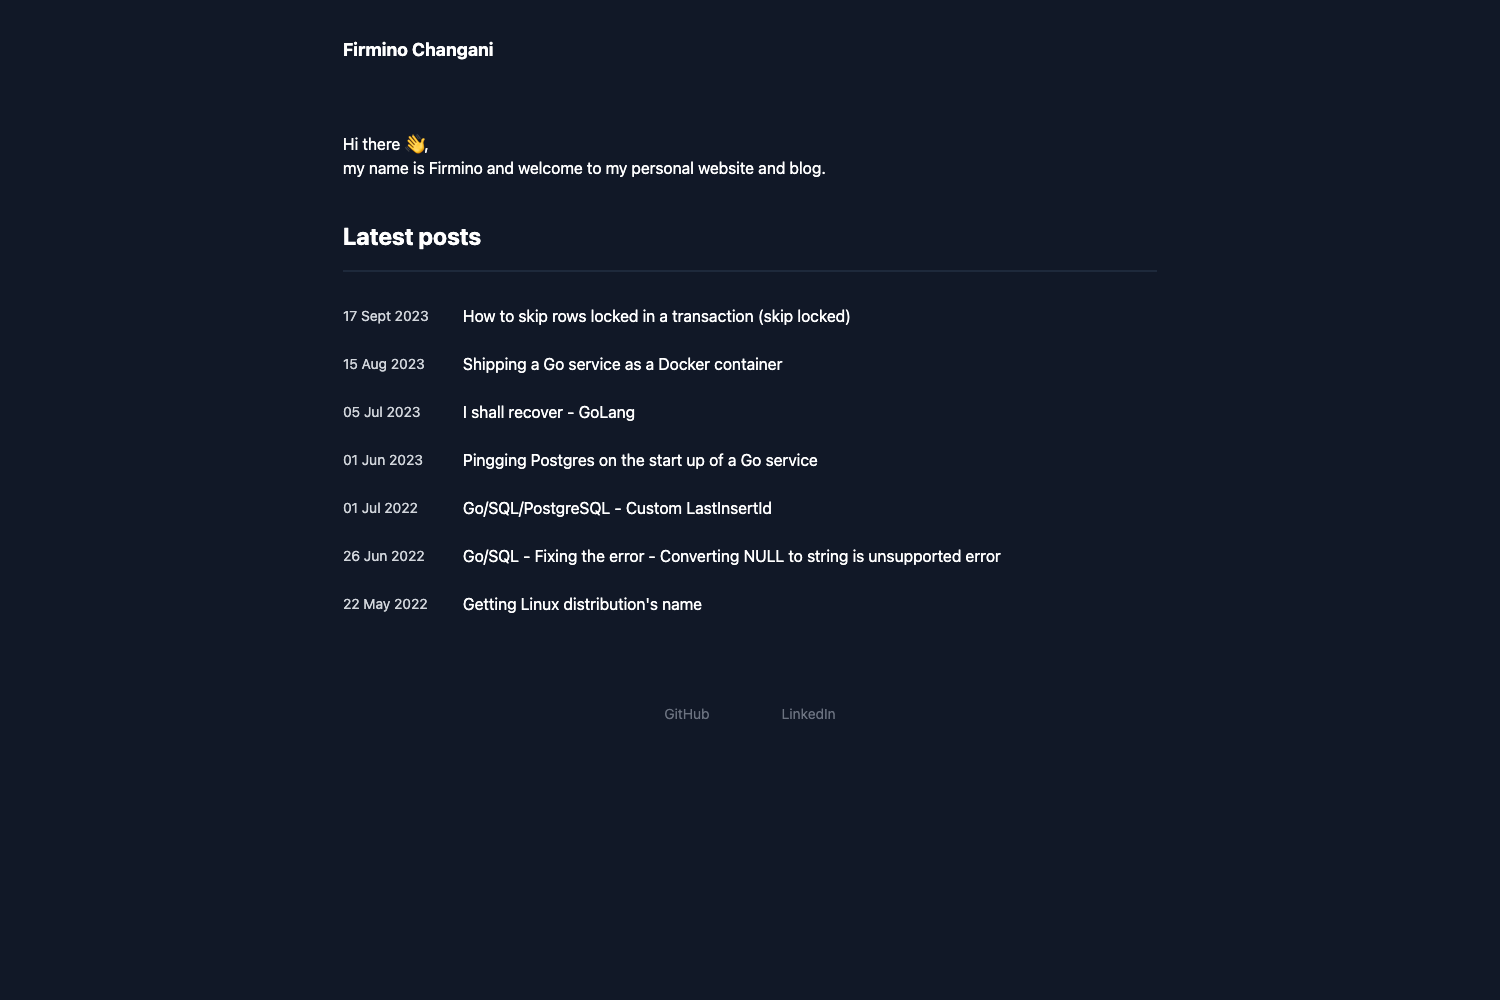 Firmino Changani
Hi there 👋,
my name is Firmino and welcome to my personal website and blog.
Latest posts
17 Sept 2023 How to skip rows locked in a transaction (skip locked)
15 Aug 2023 Shipping a Go service as a Docker container
05 Jul 2023 I shall recover - GoLang
01 Jun 2023 Pingging Postgres on the start up of a Go service
01 Jul 2022 Go/SQL/PostgreSQL - Custom LastInsertId
26 Jun 2022 Go/SQL - Fixing the error - Converting NULL to string is unsupported error
22 May 2022 Getting Linux distribution's name
GitHub LinkedIn